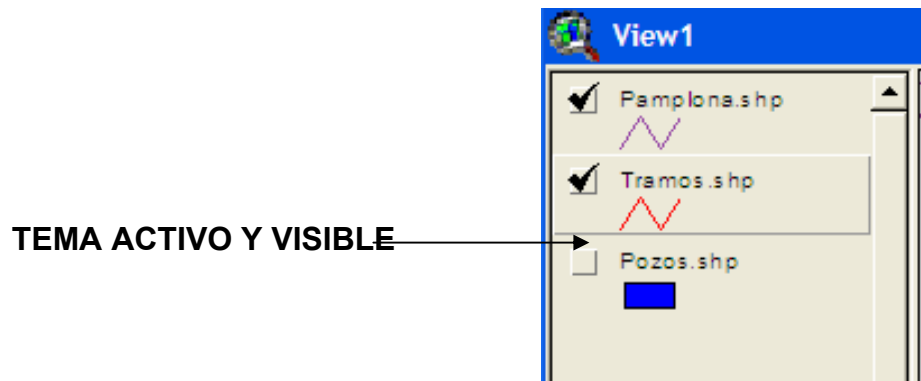 View1
Pamplona.shp
Tramos.shp
TEMA ACTIVO Y VISIBLE
Pozos.shp